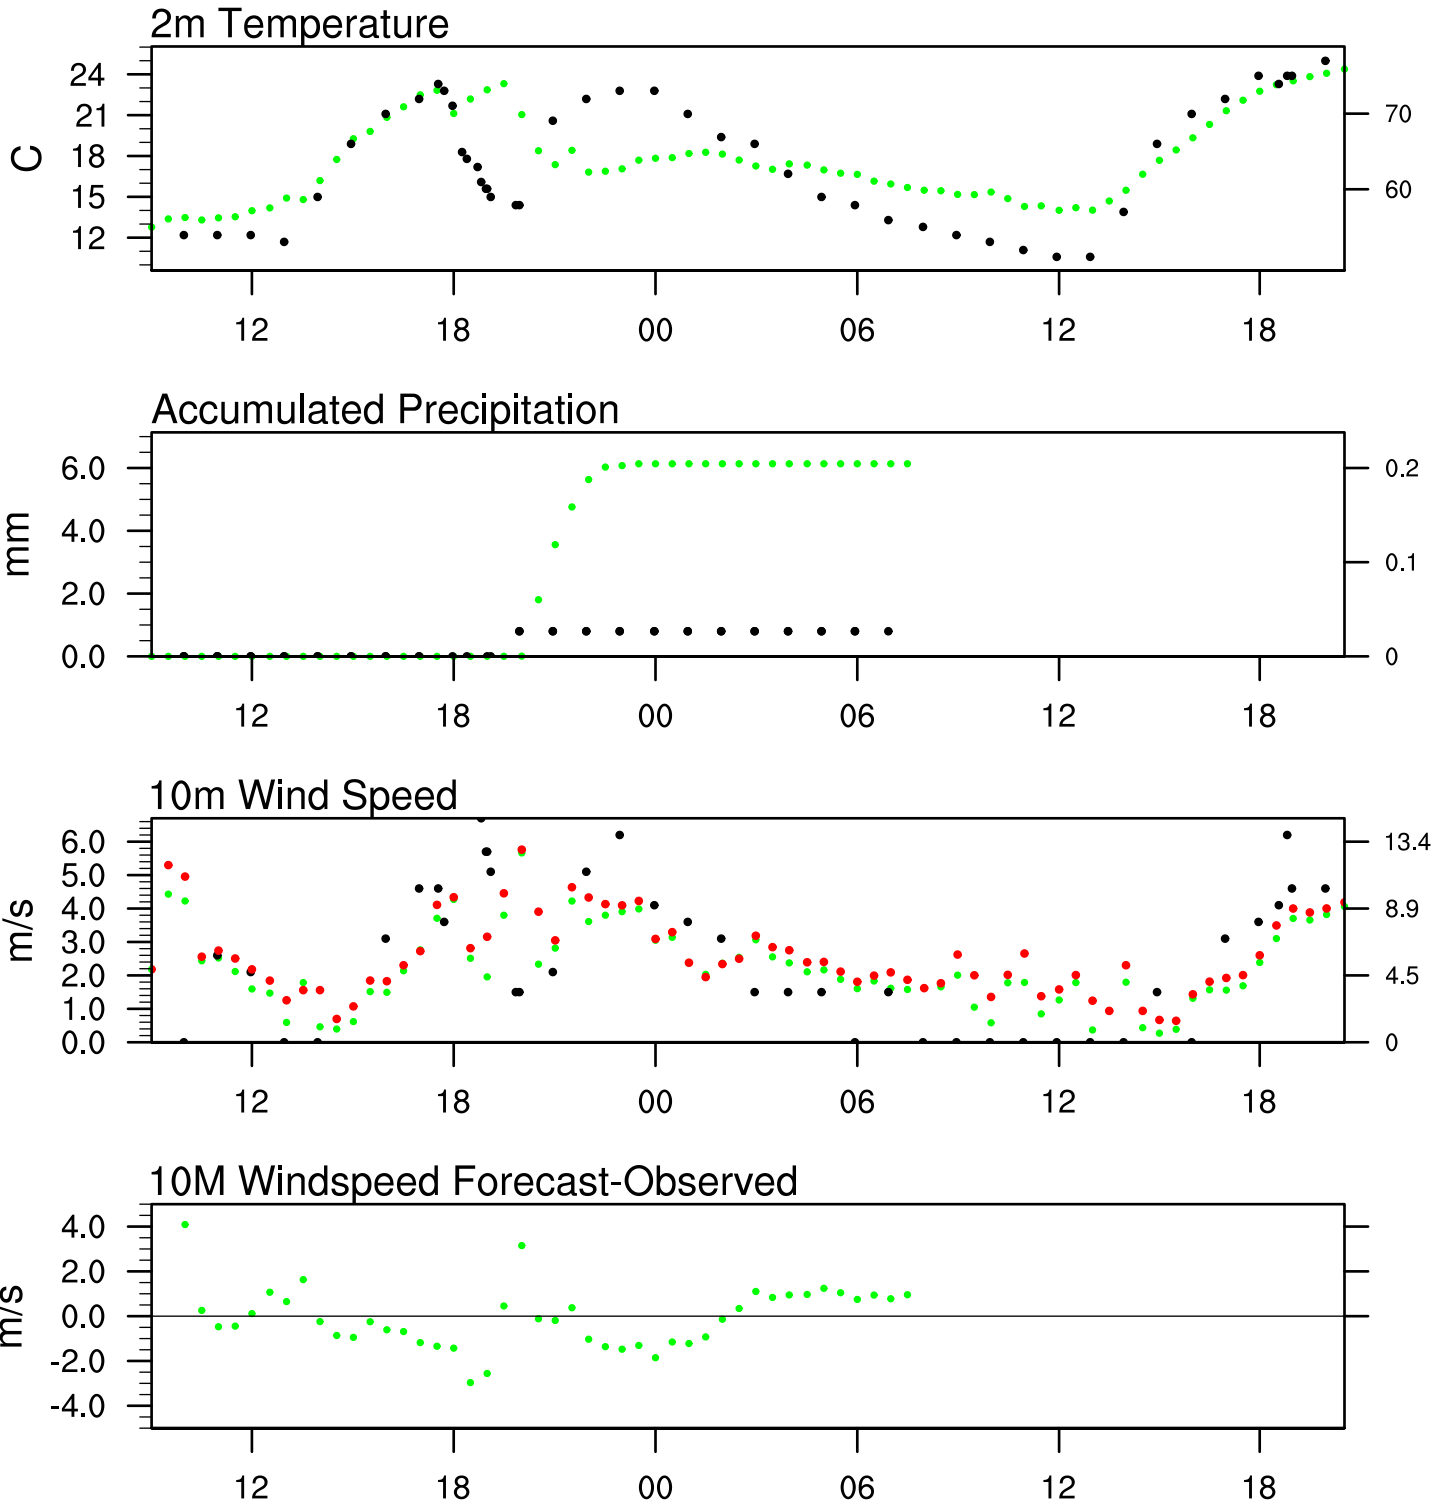 2m Temperature
24
21
18
15
12
C
70
60
12 18 00 06 12 18
Accumulated Precipitation
6.0
4.0
2.0
0.0
mm
0.2
0.1
0
12 18 00 06 12 18
10m Wind Speed
6.0
5.0
4.0
3.0
2.0
1.0
0.0
m/s
13.4
8.9
4.5
0
12 18 00 06 12 18
10M Windspeed Forecast-Observed
4.0
2.0
0.0
-2.0
-4.0
m/s
12 18 00 06 12 18